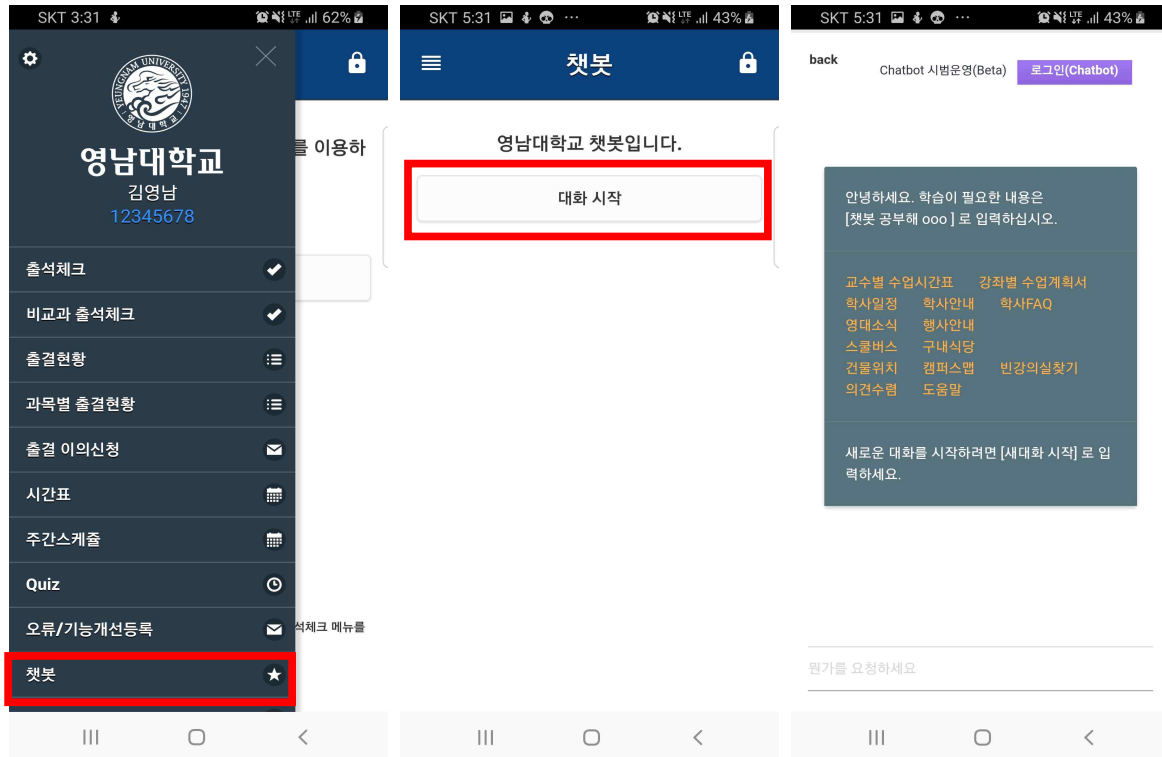 SKT 3:31
LTE
62%
YEUNGNAM UNIVERSITY 1947
영남대학교
영남대학교
김영남
12345678
출석체크
비교과 출석체크
출결현황
과목별 출결현황
출결 이의신청
시간표
주간스케쥴
Quiz
오류/기능개선등록
챗봇
를 이용하
석체크 메뉴를
SKT 5:31
LTE
43%
챗봇
영남대학교 챗봇입니다.
대화 시작
SKT 5:31
LTE
43%
back
Chatbot 시범운영(Beta)
로그인(Chatbot)
안녕하세요. 학습이 필요한 내용은
[챗봇 공부해 ooo ] 로 입력하십시오.
교수별 수업시간표 강좌별 수업계획서
학사일정 학사안내 학사FAQ
영대소식 행사안내
스쿨버스 구내식당
건물위치 캠퍼스맵 빈강의실찾기
의견수렴 도움말
새로운 대화를 시작하려면 [새대화 시작] 로 입
력하세요.
뭔가를 요청하세요